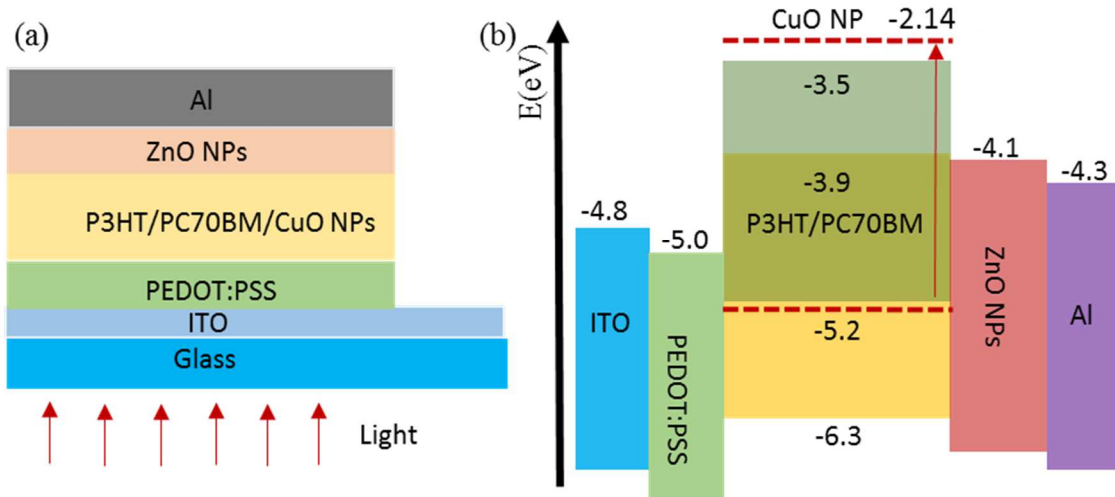 (a)
Al
ZnO NPs
P3HT/PC70BM/CuO NPs
PEDOT:PSS
ITO
Glass
Light
(b)
E(eV)
CuO NP -2.14
-3.5
-3.9
P3HT/PC70BM
-4.8
-5.0
-4.1
-4.3
ITO
PEDOT:PSS
-5.2
-6.3
ZnO NPs
Al